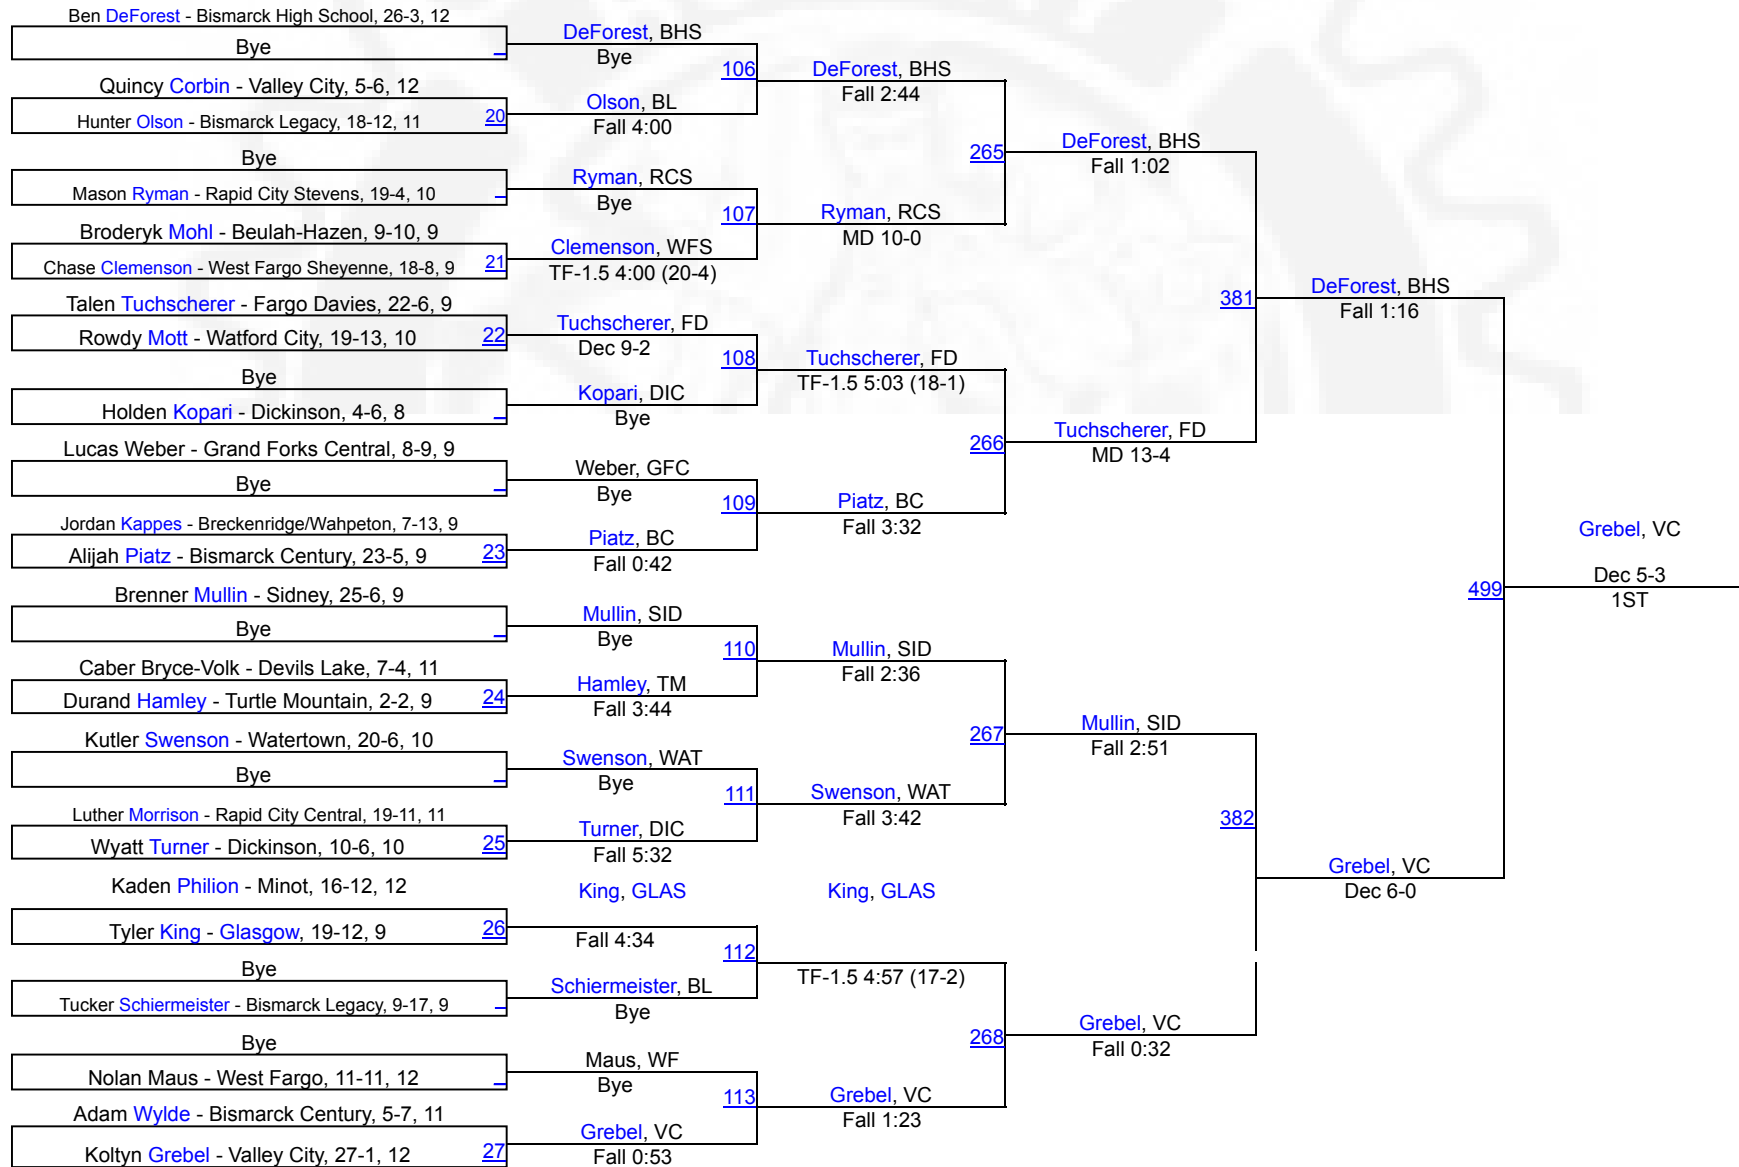 Ben DeForest - Bismarck High School, 26-3, 12
Bye
_
Quincy Corbin - Valley City, 5-6, 12
Hunter Olson - Bismarck Legacy, 18-12, 11
20
Bye
Mason Ryman - Rapid City Stevens, 19-4, 10
_
Broderyk Mohl - Beulah-Hazen, 9-10, 9
Chase Clemenson - West Fargo Sheyenne, 18-8, 9
21
Talen Tuchscherer - Fargo Davies, 22-6, 9
Rowdy Mott - Watford City, 19-13, 10
22
Bye
Holden Kopari - Dickinson, 4-6, 8
_
Lucas Weber - Grand Forks Central, 8-9, 9
Bye
_
Jordan Kappes - Breckenridge/Wahpeton, 7-13, 9
Alijah Piatz - Bismarck Century, 23-5, 9
23
Brenner Mullin - Sidney, 25-6, 9
Bye
_
Caber Bryce-Volk - Devils Lake, 7-4, 11
Durand Hamley - Turtle Mountain, 2-2, 9
24
Kutler Swenson - Watertown, 20-6, 10
Bye
_
Luther Morrison - Rapid City Central, 19-11, 11
Wyatt Turner - Dickinson, 10-6, 10
25
Kaden Philion - Minot, 16-12, 12
Tyler King - Glasgow, 19-12, 9
26
Bye
Tucker Schiermeister - Bismarck Legacy, 9-17, 9
_
Bye
Nolan Maus - West Fargo, 11-11, 12
_
Adam Wylde - Bismarck Century, 5-7, 11
Koltyn Grebel - Valley City, 27-1, 12
27
DeForest, BHS
Bye
106
Olson, BL
Fall 4:00
Ryman, RCS
Bye
107
Clemenson, WFS
TF-1.5 4:00 (20-4)
Tuchscherer, FD
Dec 9-2
108
Kopari, DIC
Bye
Weber, GFC
Bye
109
Piatz, BC
Fall 0:42
Mullin, SID
Bye
110
Hamley, TM
Fall 3:44
Swenson, WAT
Bye
111
Turner, DIC
Fall 5:32
King, GLAS
Fall 4:34
112
Schiermeister, BL
Bye
Maus, WF
Bye
113
Grebel, VC
Fall 0:53
DeForest, BHS
Fall 2:44
265
Ryman, RCS
MD 10-0
Tuchscherer, FD
TF-1.5 5:03 (18-1)
266
Piatz, BC
Fall 3:32
Mullin, SID
Fall 2:36
267
Swenson, WAT
Fall 3:42
King, GLAS
TF-1.5 4:57 (17-2)
268
Grebel, VC
Fall 1:23
DeForest, BHS
Fall 1:02
381
Tuchscherer, FD
MD 13-4
Mullin, SID
Fall 2:51
382
Grebel, VC
Fall 0:32
DeForest, BHS
Fall 1:16
499
Grebel, VC
Dec 6-0
Grebel, VC
Dec 5-3
1ST